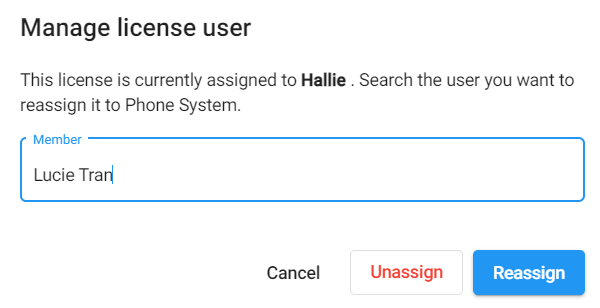 Manage license user
This license is currently assigned to Hallie . Search the user you want to
reassign it to Phone System.
Member
Lucie Tran
Cancel
Unassign
Reassign